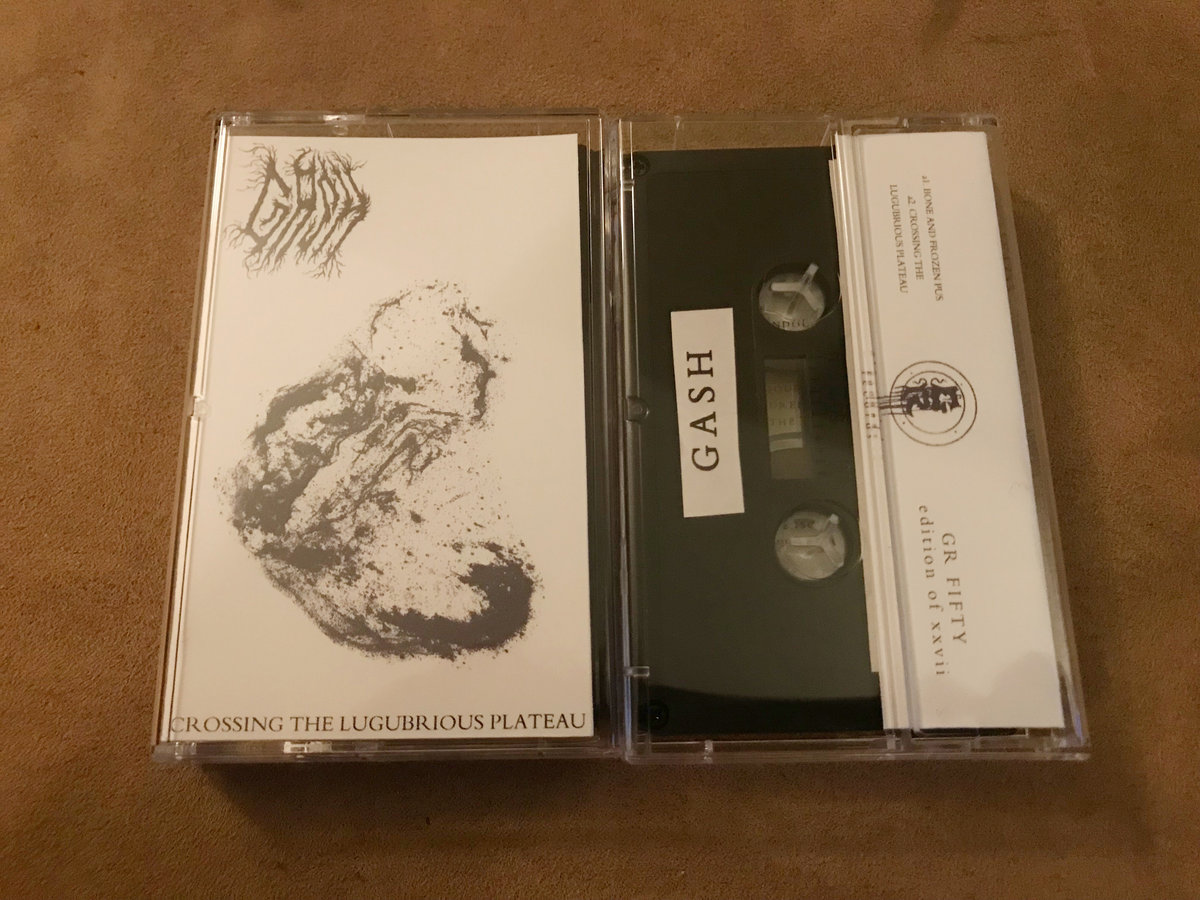 GASH
CROSSING THE LUGUBRIOUS PLATEAU
GASH
a1. BONE AND FROZEN PUS
a2. CROSSING THE
LUGUBRIOUS PLATEAU
GR FIFTY
edition of xxvii